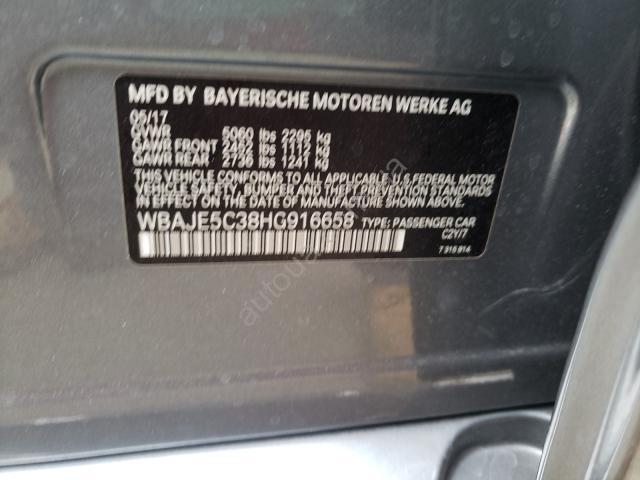 MFD BY BAYERISCHE MOTOREN WERKE AG
05/17
GVWR 5060 lbs 2295 kg
GAWR FRONT 2452 lbs 1112 kg
GAWR REAR 2736 lbs 1241 kg
THIS VEHICLE CONFORMS TO ALL APPLICABLE U.S. FEDERAL MOTOR
VEHICLE SAFETY, BUMPER, AND THEFT PREVENTION STANDARDS IN
EFFECT ON THE DATE OF MANUFACTURE SHOWN ABOVE.
WBAJE5C38HG916658 TYPE: PASSENGER CAR
C2Y/7
7 315 814